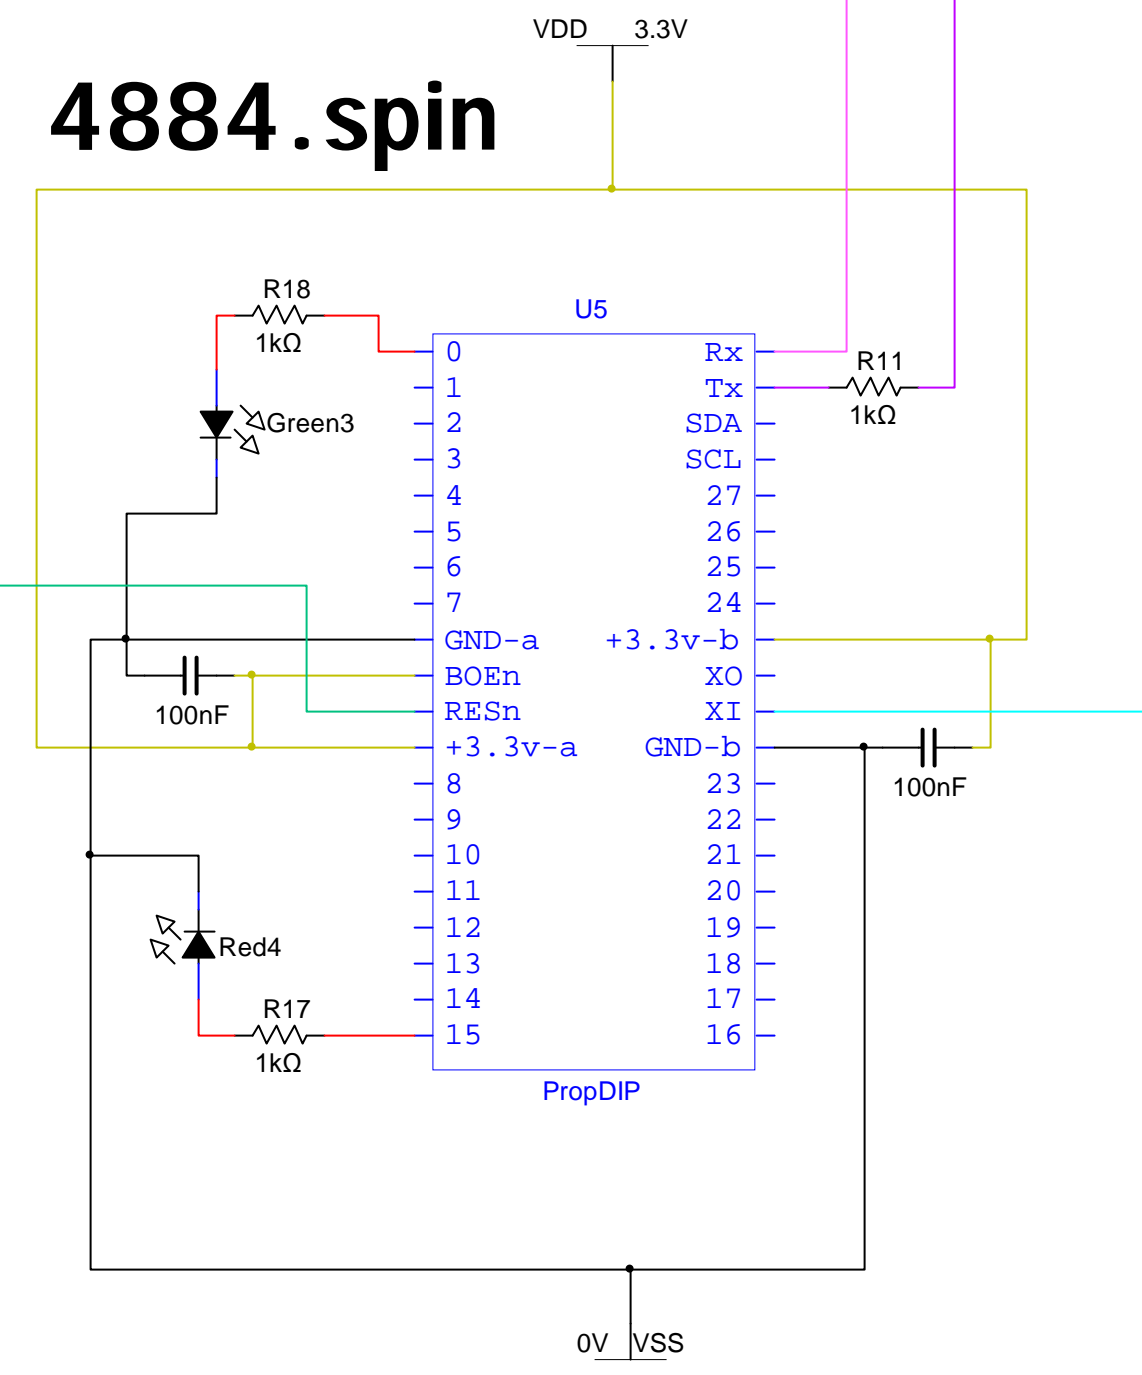 VDD 3.3V
4884.spin
R18
1kΩ
Green3
U5
0
1
2
3
4
5
6
7
GND-a
BOEn
RESn
+3.3v-a
8
9
10
11
12
13
14
15
Rx
Tx
SDA
SCL
27
26
25
24
+3.3v-b
XO
XI
GND-b
23
22
21
20
19
18
17
16
R11
1kΩ
100nF
100nF
Red4
R17
1kΩ
PropDIP
0V VSS